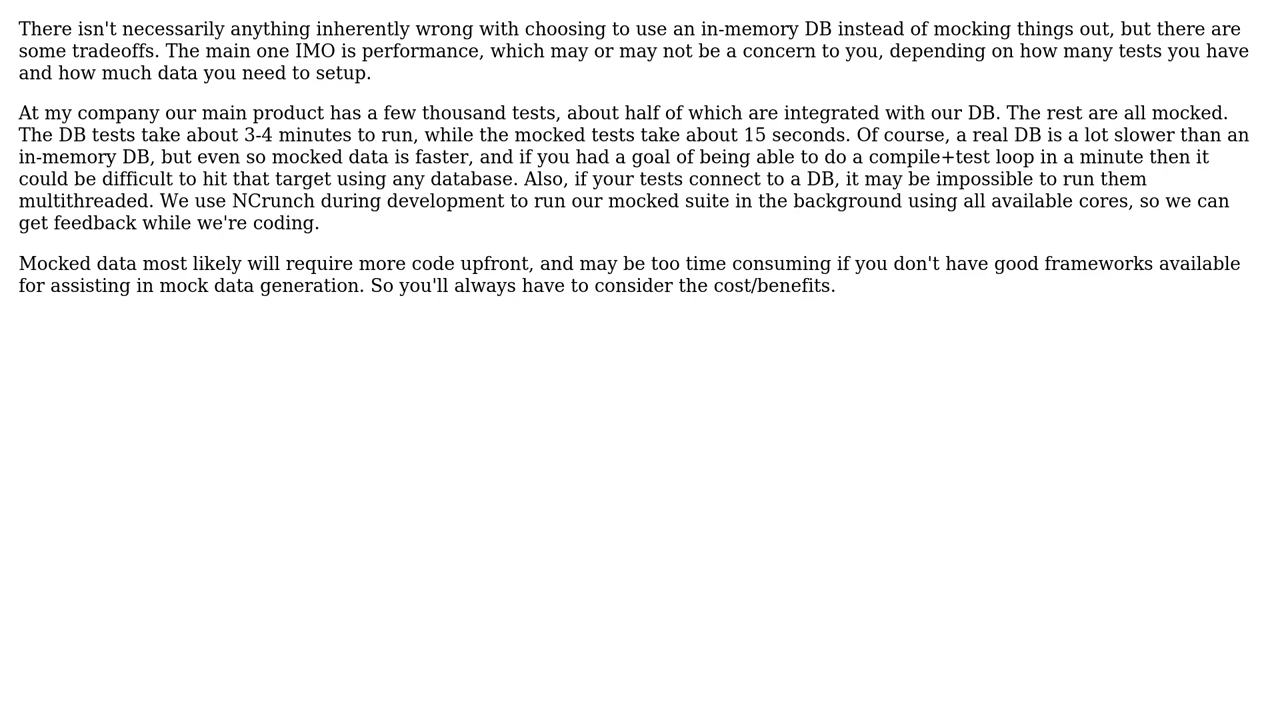 There isn't necessarily anything inherently wrong with choosing to use an in-memory DB instead of mocking things out, but there are
some tradeoffs. The main one IMO is performance, which may or may not be a concern to you, depending on how many tests you have
and how much data you need to setup.
At my company our main product has a few thousand tests, about half of which are integrated with our DB. The rest are all mocked.
The DB tests take about 3-4 minutes to run, while the mocked tests take about 15 seconds. Of course, a real DB is a lot slower than an
in-memory DB, but even so mocked data is faster, and if you had a goal of being able to do a compile+test loop in a minute then it
could be difficult to hit that target using any database. Also, if your tests connect to a DB, it may be impossible to run them
multithreaded. We use NCrunch during development to run our mocked suite in the background using all available cores, so we can
get feedback while we're coding.
Mocked data most likely will require more code upfront, and may be too time consuming if you don't have good frameworks available
for assisting in mock data generation. So you'll always have to consider the cost/benefits.